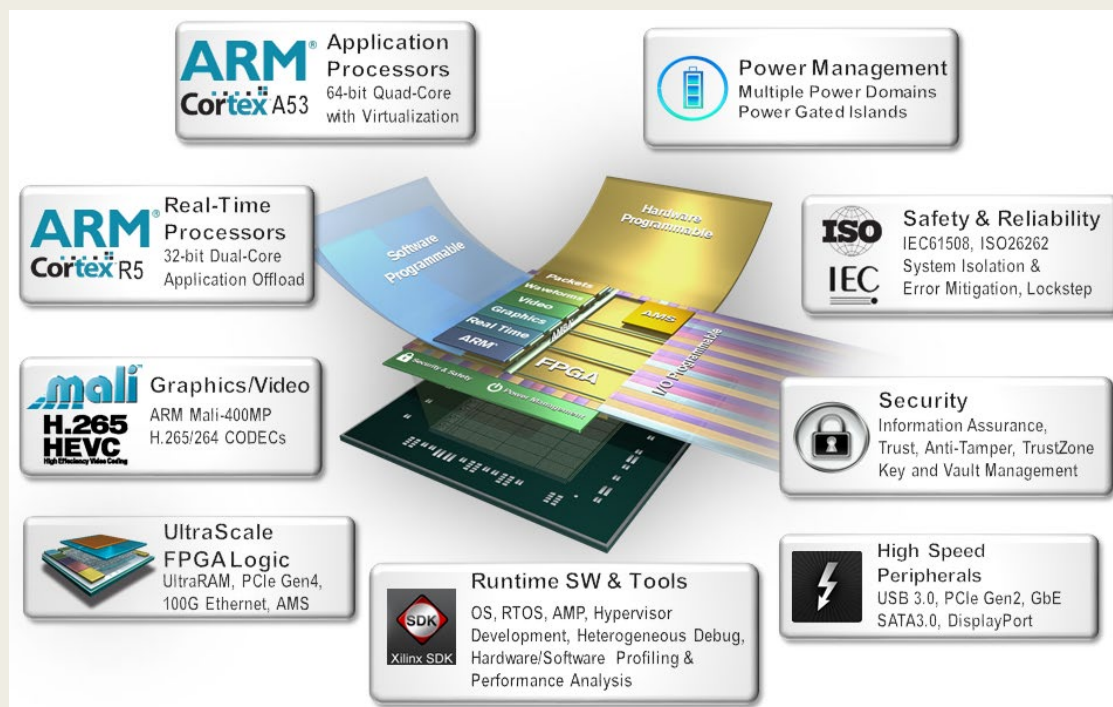 ARM®
Cortex A53
Application
Processors
64-bit Quad-Core
with Virtualization
Power Management
Multiple Power Domains
Power Gated Islands
ARM®
Cortex R5
Real-Time
Processors
32-bit Dual-Core
Application Offload
Software
Programmable
Hardware
Programmable
Packets
Waveforms
Video
Graphics
Real Time
ARM®
AMS
FPGA
I/O Programmable
Security & Safety
Power Management
ISO
IEC
Safety & Reliability
IEC61508, ISO26262
System Isolation &
Error Mitigation, Lockstep
mali™
H.265
HEVC
High Effeciency Video Coding
Graphics/Video
ARM Mali-400MP
H.265/264 CODECs
Security
Information Assurance,
Trust, Anti-Tamper, TrustZone
Key and Vault Management
UltraScale
FPGA Logic
UltraRAM, PCIe Gen4,
100G Ethernet, AMS
SDK
Xilinx SDK
Runtime SW & Tools
OS, RTOS, AMP, Hypervisor
Development, Heterogeneous Debug,
Hardware/Software Profiling &
Performance Analysis
High Speed
Peripherals
USB 3.0, PCIe Gen2, GbE
SATA3.0, DisplayPort